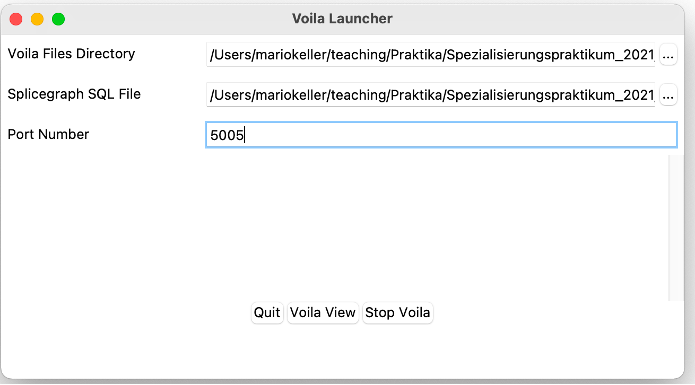 Voila Launcher
Voila Files Directory /Users/mariokeller/teaching/Praktika/Spezialisierungspraktikum_2021, ...
Splicegraph SQL File /Users/mariokeller/teaching/Praktika/Spezialisierungspraktikum_2021, ...
Port Number 5005
Quit Voila View Stop Voila